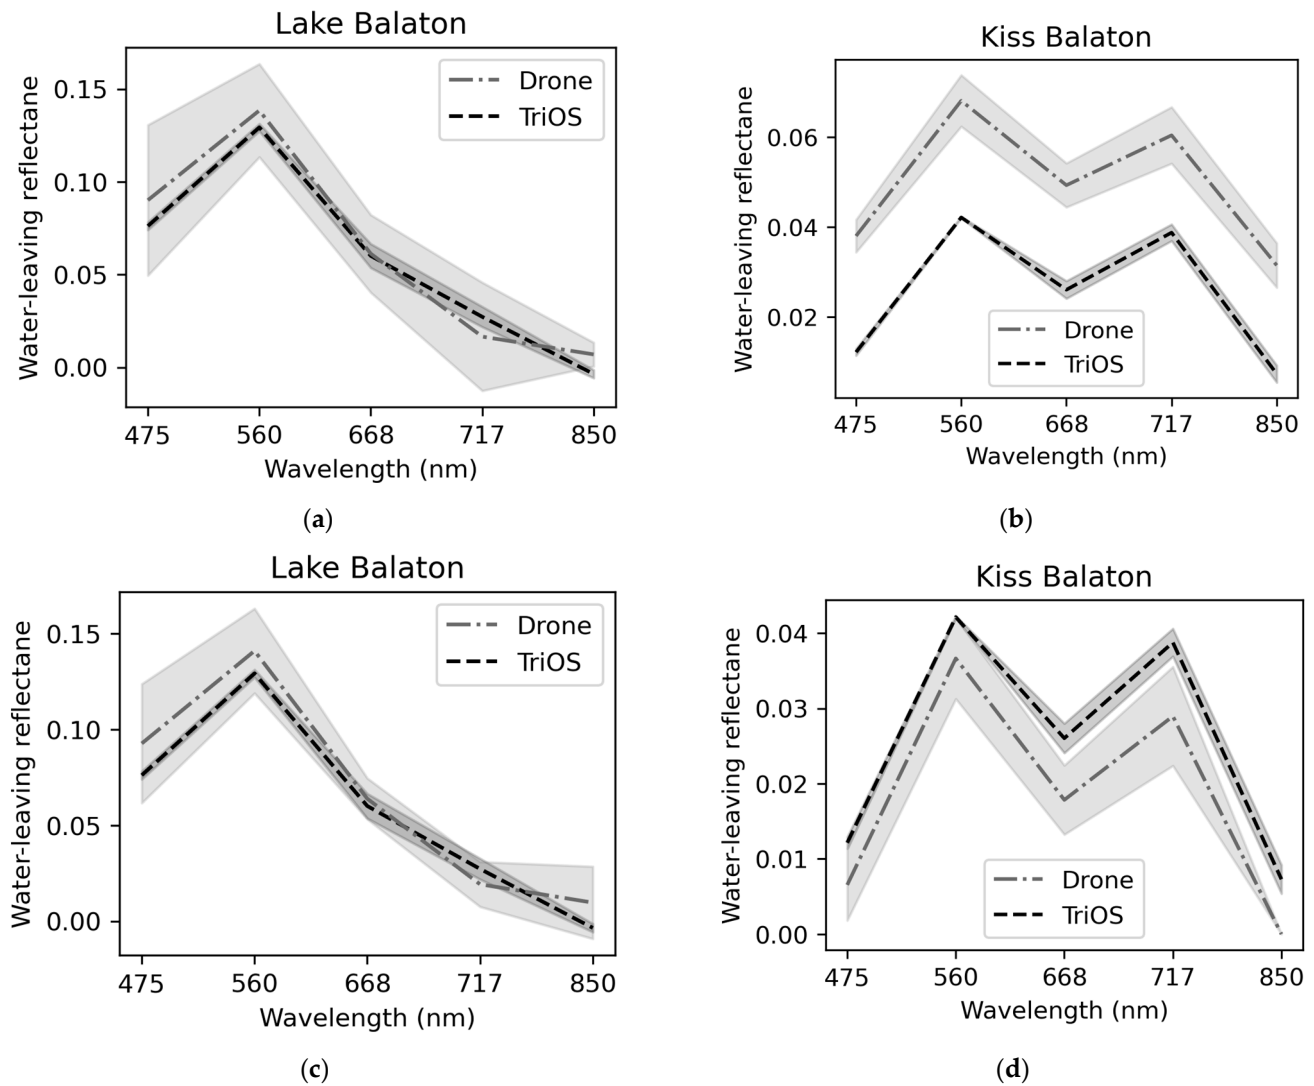 Lake Balaton
Water-leaving reflectane
0.15
0.10
0.05
0.00
Drone
TriOS
475 560 668 717 850
Wavelength (nm)
(a)
Kiss Balaton
Water-leaving reflectane
0.06
0.04
0.02
Drone
TriOS
475 560 668 717 850
Wavelength (nm)
(b)
Lake Balaton
Water-leaving reflectane
0.15
0.10
0.05
0.00
Drone
TriOS
475 560 668 717 850
Wavelength (nm)
(c)
Kiss Balaton
Water-leaving reflectane
0.04
0.03
0.02
0.01
0.00
Drone
TriOS
475 560 668 717 850
Wavelength (nm)
(d)